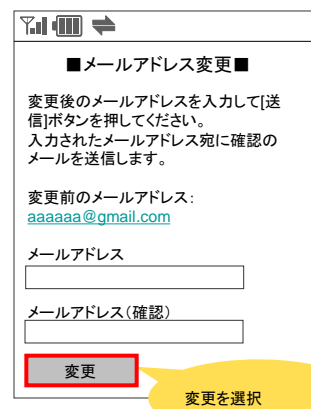 ■メールアドレス変更■
変更後のメールアドレスを入力して[送
信]ボタンを押してください。
入力されたメールアドレス宛に確認の
メールを送信します。
変更前のメールアドレス：
aaaaaa@gmail.com
メールアドレス
メールアドレス（確認）
変更
変更を選択